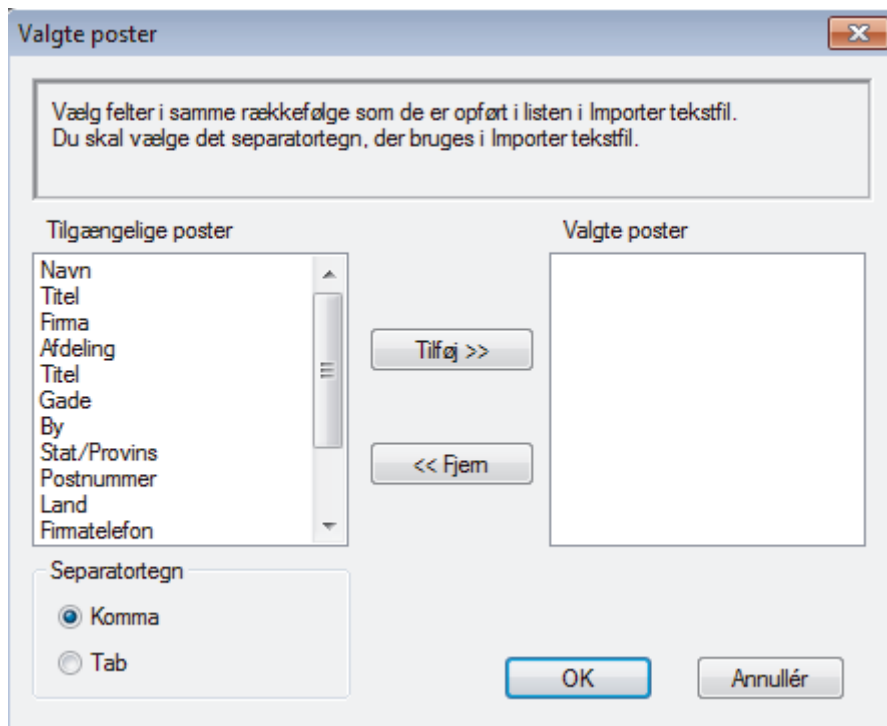 Valgte poster
Vælg felter i samme rækkefølge som de er opført i listen i Importer tekstfil.
Du skal vælge det separatortegn, der bruges i Importer tekstfil.
Tilgængelige poster
Valgte poster
Navn
Titel
Firma
Afdeling
Titel
Gade
By
Stat/Provins
Postnummer
Land
Firmatelefon
Tilføj >>
<< Fjern
Separatortegn
Komma
Tab
OK
Annullér